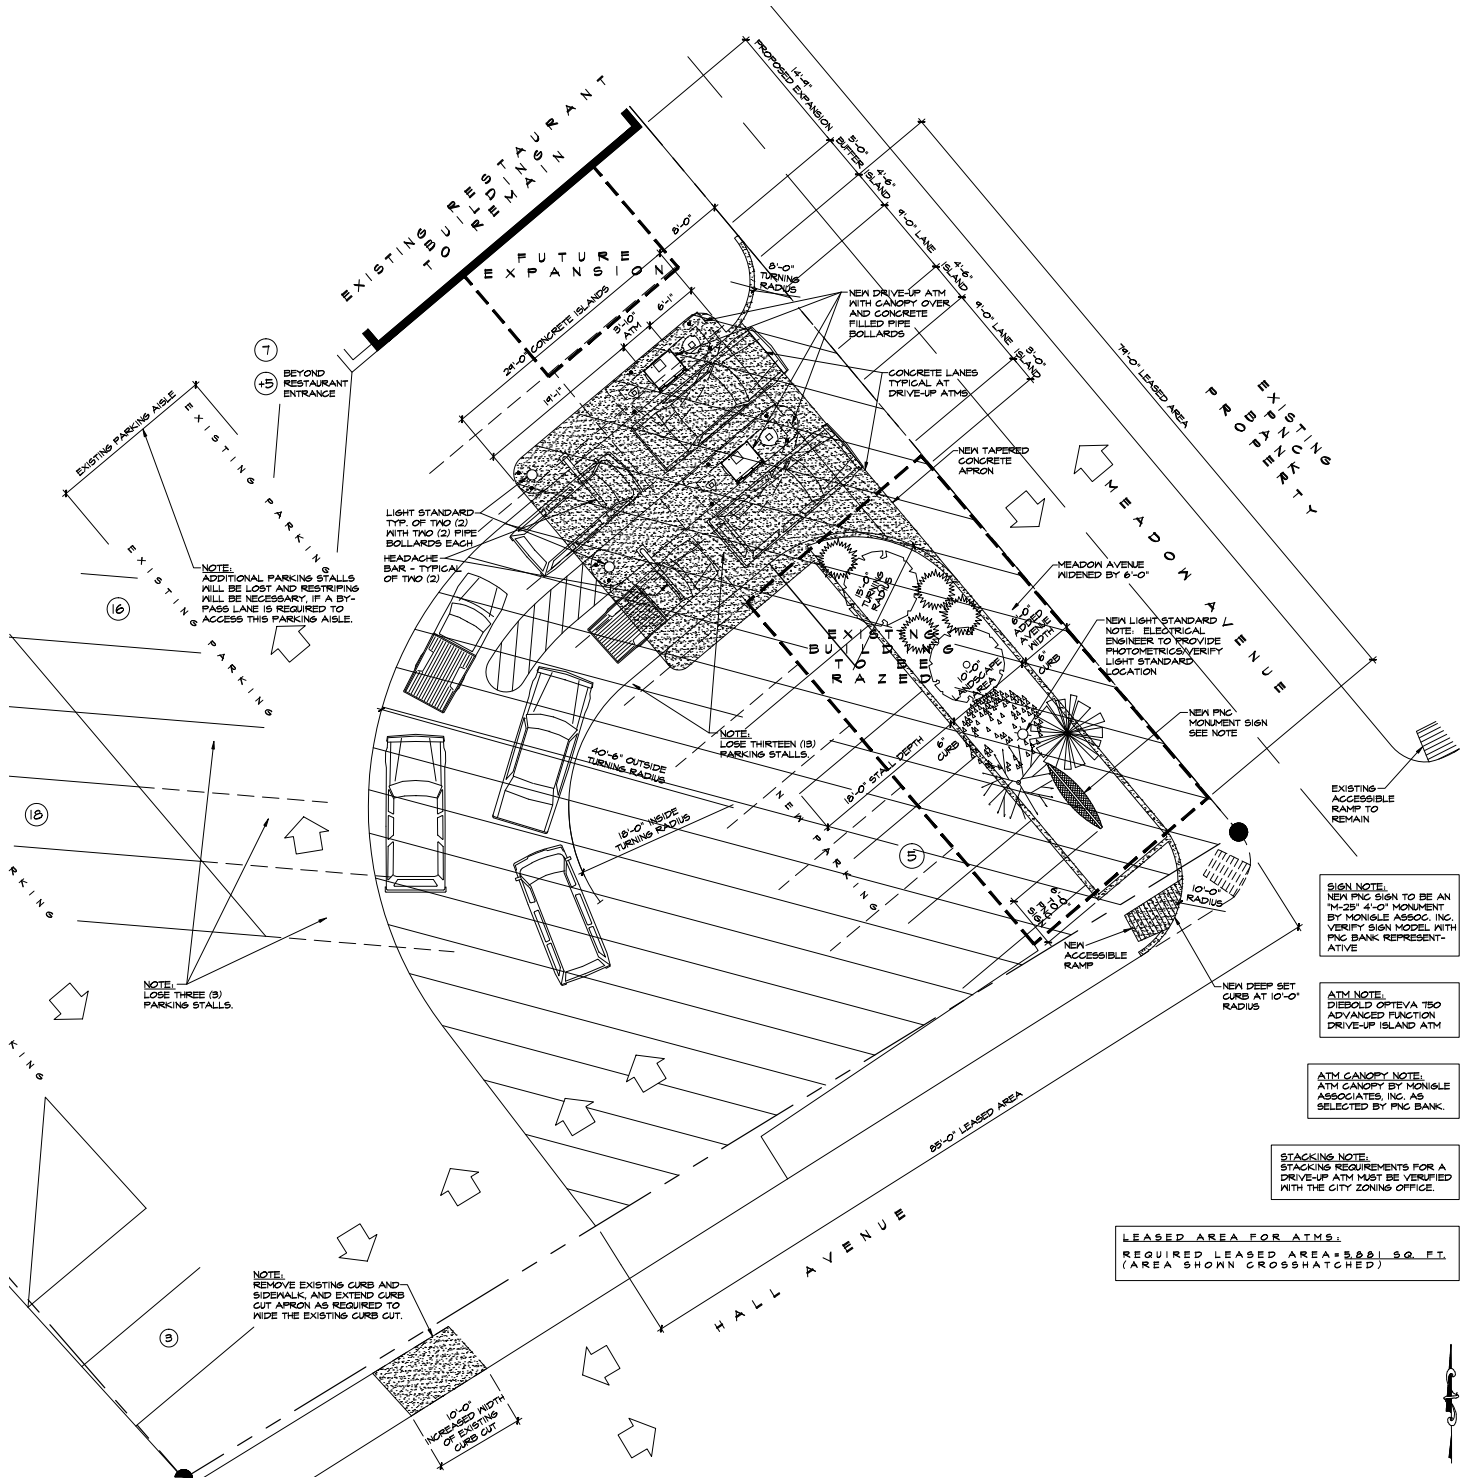 PROPOSED EXPANSION
14'-9"
5'-0"
BUFFER
ISLAND
4'-6"
9'-0" LANE
4'-6"
ISLAND
9'-0" LANE
3'-0"
ISLAND
79'-0" LEASED AREA
EXISTING
PNC
BANK
PROPERTY
EXISTING RESTAURANT
BUILDING
TO REMAIN
FUTURE
EXPANSION
8'-0"
8'-0"
TURNING
RADIUS
29'-0" CONCRETE ISLANDS
6'-1"
3'-10"
ATM
19'-1"
NEW DRIVE-UP ATM
WITH CANOPY OVER
AND CONCRETE
FILLED PIPE
BOLLARDS
CONCRETE LANES
TYPICAL AT
DRIVE-UP ATMS
NEW TAPERED
CONCRETE
APRON
7
+5
BEYOND
RESTAURANT
ENTRANCE
EXISTING PARKING AISLE
EXISTING PARKING
EXISTING PARKING
LIGHT STANDARD
TYP. OF TWO (2)
WITH TWO (2) PIPE
BOLLARDS EACH
HEADACHE
BAR - TYPICAL
OF TWO (2)
NOTE:
ADDITIONAL PARKING STALLS
WILL BE LOST AND RESTRIPING
WILL BE NECESSARY, IF A BY-
PASS LANE IS REQUIRED TO
ACCESS THIS PARKING AISLE.
16
MEADOW AVENUE
MEADOW AVENUE
WIDENED BY 6'-0"
13'-0"
TURNING
RADIUS
6'-0"
ADDED
AVENUE
WIDTH
6"
CURB
NEW LIGHT STANDARD
NOTE: ELECTRICAL
ENGINEER TO PROVIDE
PHOTOMETRICS/VERIFY
LIGHT STANDARD
LOCATION
EXISTING
BUILDING
TO BE
RAZED
10'-0"
LANDSCAPE
AREA
NEW PNC
MONUMENT SIGN
SEE NOTE
NOTE:
LOSE THIRTEEN (13)
PARKING STALLS.
6"
CURB
18'-0" STALL DEPTH
40'-6" OUTSIDE
TURNING RADIUS
18'-0" INSIDE
TURNING RADIUS
NEW PARKING
5
EXISTING
ACCESSIBLE
RAMP TO
REMAIN
18
RKING
10'-0"
RADIUS
6'-0"
TO
PNC
SIGN
NEW
ACCESSIBLE
RAMP
NEW DEEP SET
CURB AT 10'-0"
RADIUS
SIGN NOTE:
NEW PNC SIGN TO BE AN
"M-25" 4'-0" MONUMENT
BY MONIGLE ASSOC. INC.
VERIFY SIGN MODEL WITH
PNC BANK REPRESENT-
ATIVE
NOTE:
LOSE THREE (3)
PARKING STALLS.
ATM NOTE:
DIEBOLD OPTEVA 750
ADVANCED FUNCTION
DRIVE-UP ISLAND ATM
KING
ATM CANOPY NOTE:
ATM CANOPY BY MONIGLE
ASSOCIATES, INC. AS
SELECTED BY PNC BANK.
85'-0" LEASED AREA
STACKING NOTE:
STACKING REQUIREMENTS FOR A
DRIVE-UP ATM MUST BE VERUFIED
WITH THE CITY ZONING OFFICE.
HALL AVENUE
LEASED AREA FOR ATMS:
REQUIRED LEASED AREA = 5,881 SQ. FT.
(AREA SHOWN CROSSHATCHED)
NOTE:
REMOVE EXISTING CURB AND
SIDEWALK, AND EXTEND CURB
CUT APRON AS REQUIRED TO
WIDE THE EXISTING CURB CUT.
3
10'-0"
INCREASED WIDTH
OF EXISTING
CURB CUT